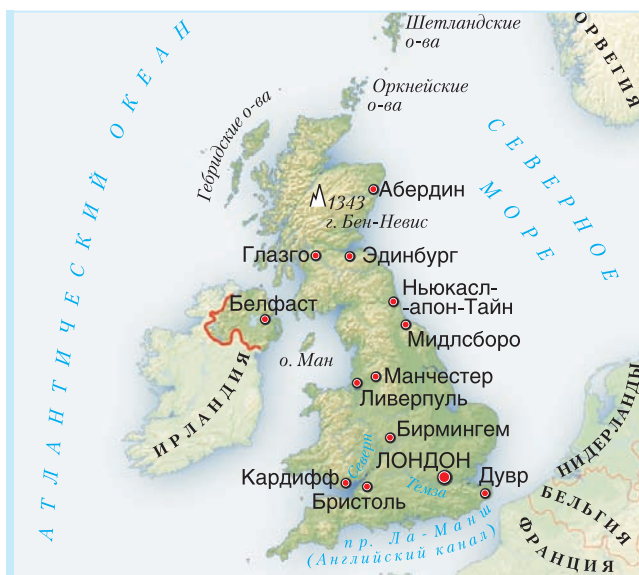 Шетландские
о-ва
Оркнейские
о-ва
НОРВЕГИЯ
АТЛАНТИЧЕСКИЙ ОКЕАН
Гебридские о-ва
СЕВЕРНОЕ
МОРЕ
Абердин
1343
г. Бен-Невис
Глазго
Эдинбург
Ньюкасл-
-апон-Тайн
Белфаст
Мидлсборо
о. Ман
ИРЛАНДИЯ
Манчестер
Ливерпуль
НИДЕРЛАНДЫ
Бирмингем
Северн
ЛОНДОН
Кардифф
Темза
Дувр
Бристоль
БЕЛЬГИЯ
пр. Ла-Манш
(Английский канал)
ФРАНЦИЯ